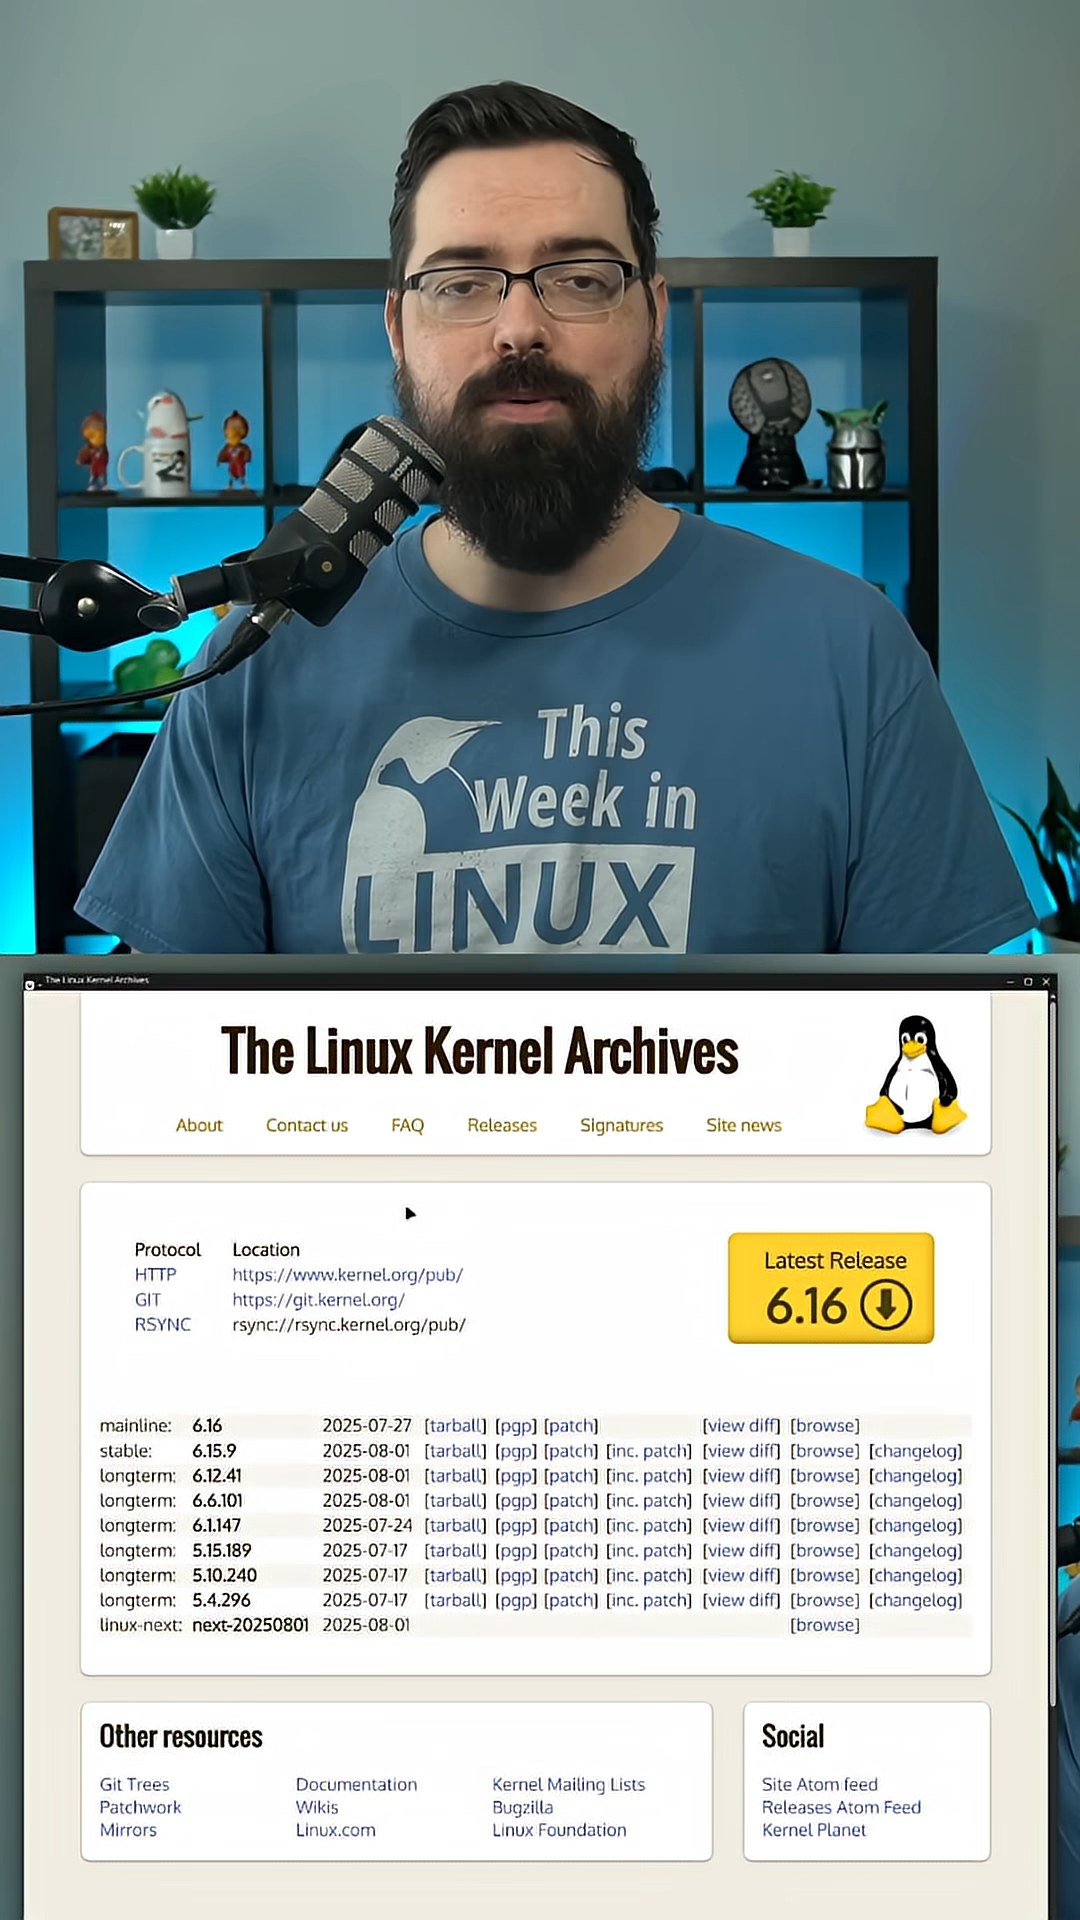 RODE
This
Week in
LINUX
The Linux Kernel Archives
The Linux Kernel Archives
About Contact us FAQ Releases Signatures Site news
Protocol Location
HTTP https://www.kernel.org/pub/
GIT https://git.kernel.org/
RSYNC rsync://rsync.kernel.org/pub/
Latest Release
6.16
mainline: 6.16 2025-07-27 [tarball] [pgp] [patch] [view diff] [browse]
stable: 6.15.9 2025-08-01 [tarball] [pgp] [patch] [inc. patch] [view diff] [browse] [changelog]
longterm: 6.12.41 2025-08-01 [tarball] [pgp] [patch] [inc. patch] [view diff] [browse] [changelog]
longterm: 6.6.101 2025-08-01 [tarball] [pgp] [patch] [inc. patch] [view diff] [browse] [changelog]
longterm: 6.1.147 2025-07-24 [tarball] [pgp] [patch] [inc. patch] [view diff] [browse] [changelog]
longterm: 5.15.189 2025-07-17 [tarball] [pgp] [patch] [inc. patch] [view diff] [browse] [changelog]
longterm: 5.10.240 2025-07-17 [tarball] [pgp] [patch] [inc. patch] [view diff] [browse] [changelog]
longterm: 5.4.296 2025-07-17 [tarball] [pgp] [patch] [inc. patch] [view diff] [browse] [changelog]
linux-next: next-20250801 2025-08-01 [browse]
Other resources
Git Trees Documentation Kernel Mailing Lists
Patchwork Wikis Bugzilla
Mirrors Linux.com Linux Foundation
Social
Site Atom feed
Releases Atom Feed
Kernel Planet